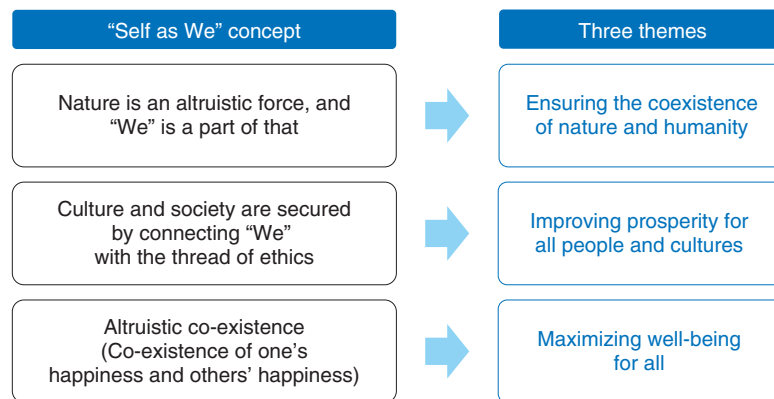 “Self as We” concept
Three themes
Nature is an altruistic force, and
“We” is a part of that
Ensuring the coexistence
of nature and humanity
Culture and society are secured
by connecting “We”
with the thread of ethics
Improving prosperity for
all people and cultures
Altruistic co-existence
(Co-existence of one’s
happiness and others’ happiness)
Maximizing well-being
for all